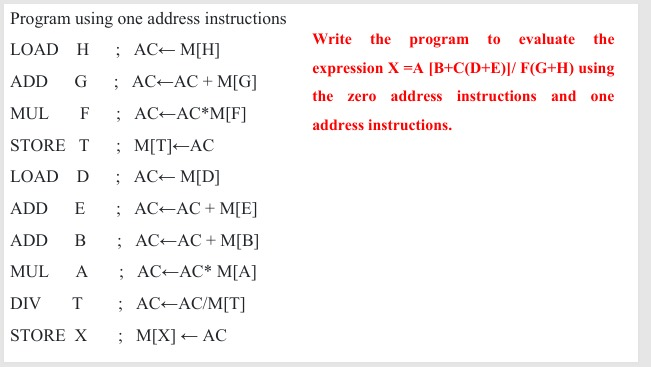 Program using one address instructions
LOAD H ; AC← M[H]
ADD G ; AC←AC + M[G]
MUL F ; AC←AC*M[F]
STORE T ; M[T]←AC
LOAD D ; AC← M[D]
ADD E ; AC←AC + M[E]
ADD B ; AC←AC + M[B]
MUL A ; AC←AC* M[A]
DIV T ; AC←AC/M[T]
STORE X ; M[X] ← AC
Write the program to evaluate the
expression X =A [B+C(D+E)]/ F(G+H) using
the zero address instructions and one
address instructions.